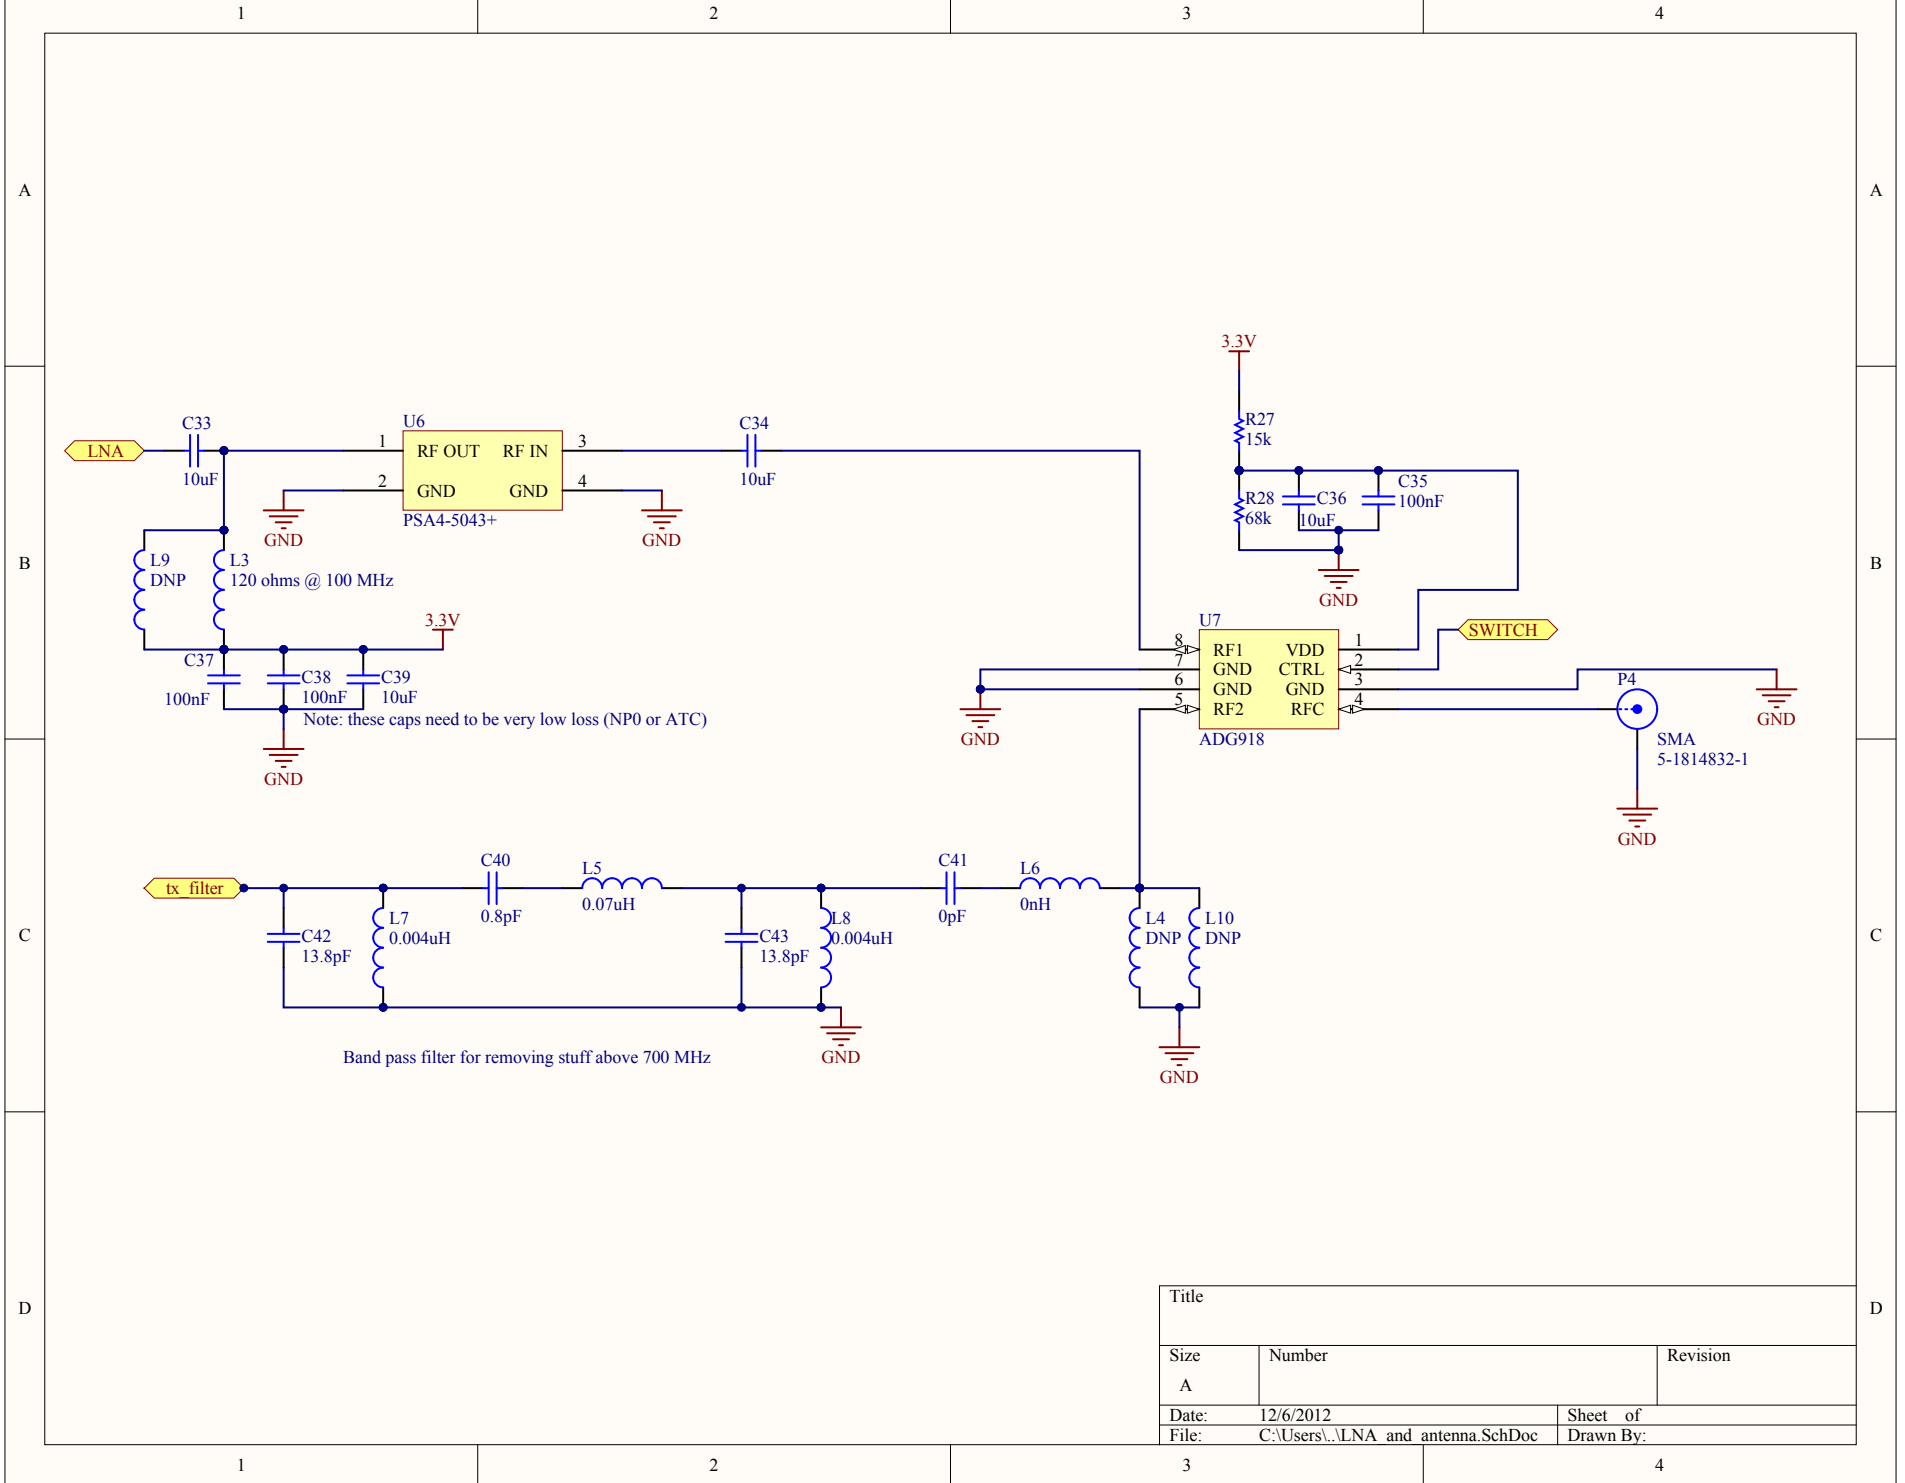 1 2 3 4
A A
3.3V
R27
15k
C33 U6 C34
LNA 1 RF OUT RF IN 3
10uF 10uF
2 GND GND 4
PSA4-5043+
GND GND
C35
R28 C36 100nF
68k 10uF
GND
B B
L9 L3
DNP 120 ohms @ 100 MHz
3.3V
C37 C38 C39
100nF 100nF 10uF
Note: these caps need to be very low loss (NP0 or ATC)
GND
U7
SWITCH
8 RF1 VDD 1
7 GND CTRL 2
6 GND GND 3
5 RF2 RFC 4
ADG918
GND
P4
GND
SMA
5-1814832-1
GND
C40 L5 C41 L6
tx_filter
0.8pF 0.07uH 0pF 0nH
C C
C42 L7 C43 L8 L4 L10
13.8pF 0.004uH 13.8pF 0.004uH DNP DNP
GND
Band pass filter for removing stuff above 700 MHz
GND
D D
Title
Size Number Revision
A
Date: 12/6/2012 Sheet of
File: C:\Users\..\LNA_and_antenna.SchDoc Drawn By:
1 2 3 4